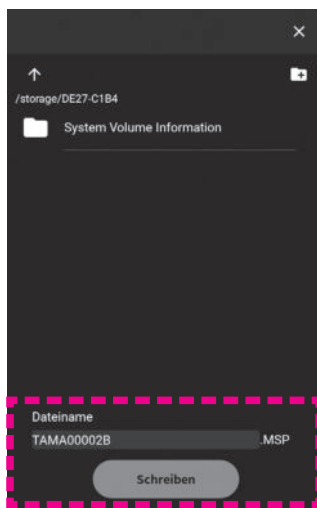 /storage/DE27-C1B4
System Volume Information
Dateiname
TAMA00002B .MSP
Schreiben